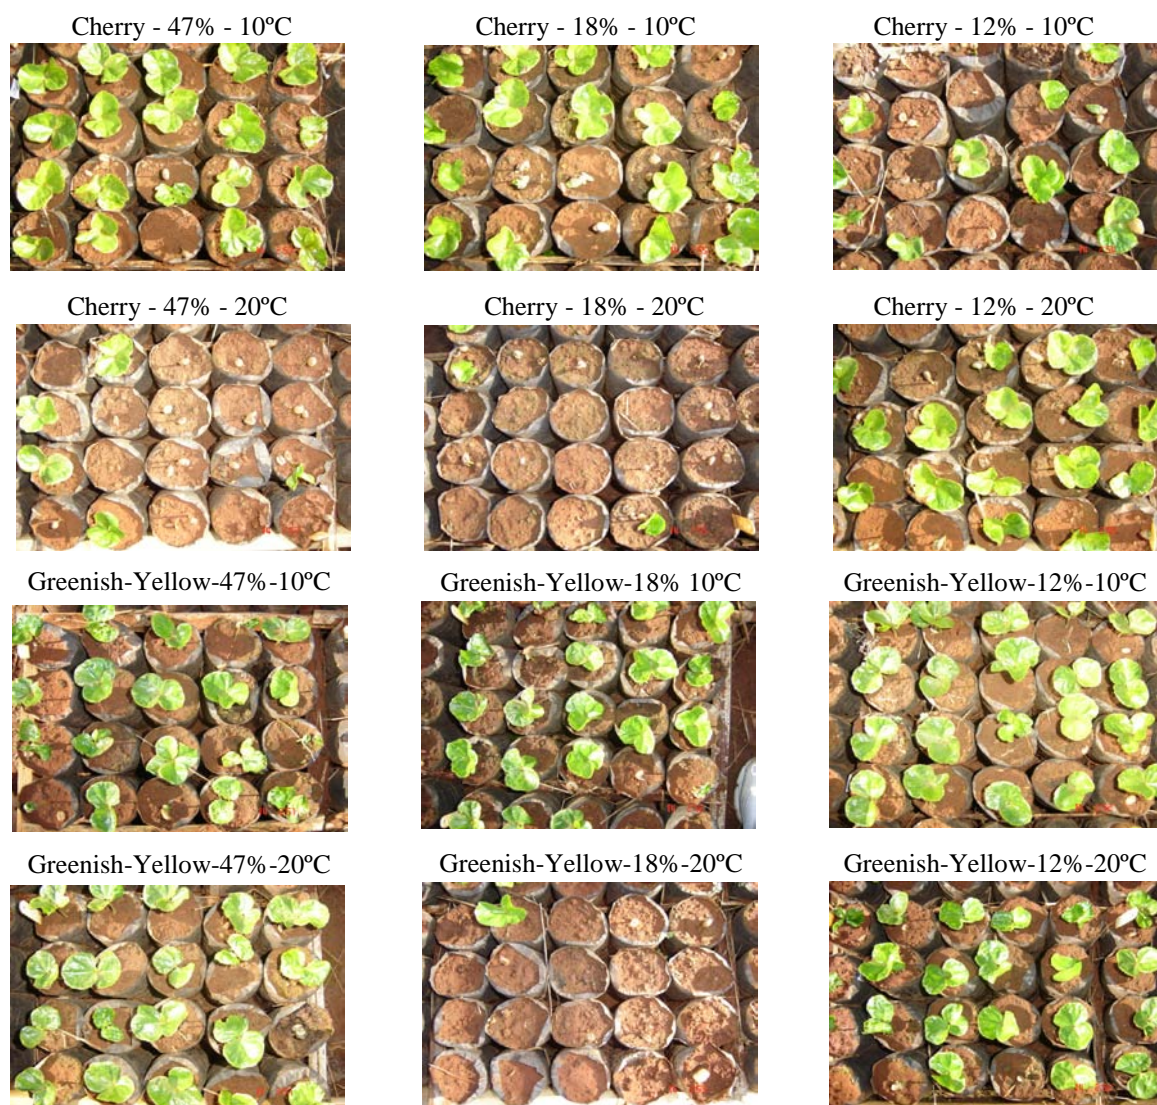 Cherry - 47% - 10ºC
Cherry - 18% - 10ºC
Cherry - 12% - 10ºC
Cherry - 47% - 20ºC
Cherry - 18% - 20ºC
Cherry - 12% - 20ºC
Greenish-Yellow-47%-10ºC
Greenish-Yellow-18% 10ºC
Greenish-Yellow-12%-10ºC
Greenish-Yellow-47%-20ºC
Greenish-Yellow-18%-20ºC
Greenish-Yellow-12%-20ºC